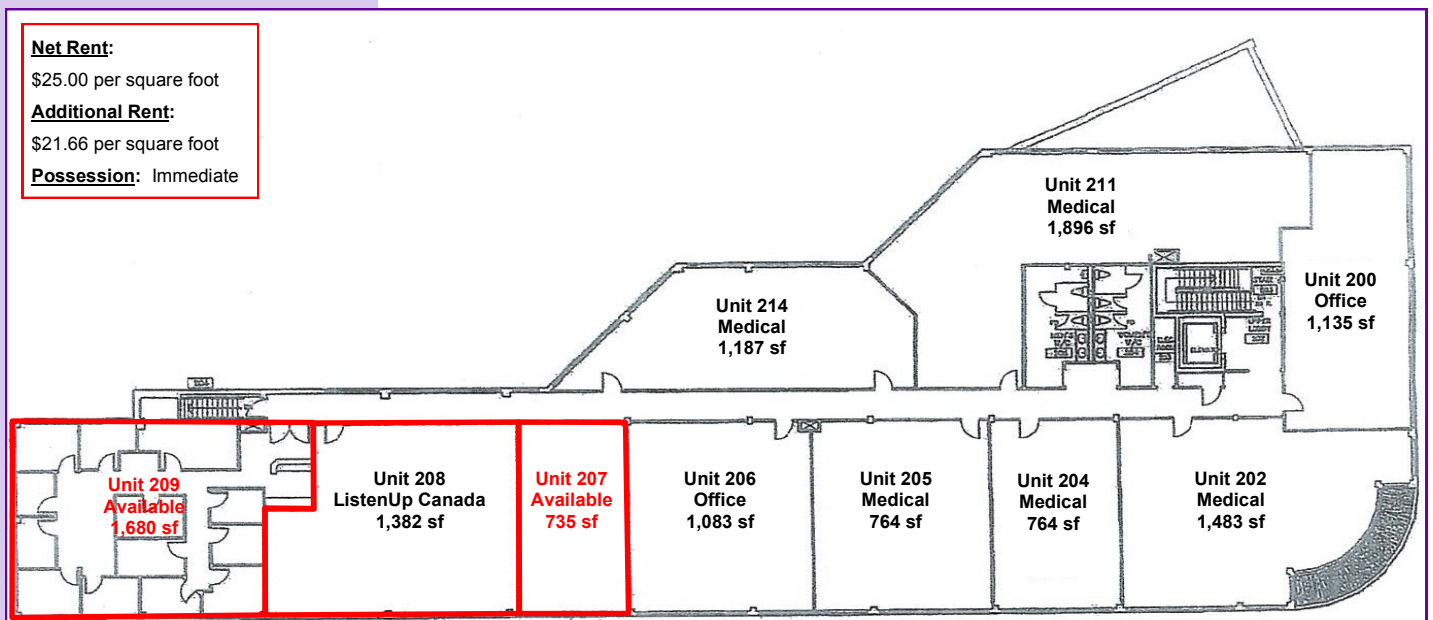 Net Rent:
$25.00 per square foot
Additional Rent:
$21.66 per square foot
Possession: Immediate
Unit 211
Medical
1,896 sf
Unit 200
Office
1,135 sf
Unit 214
Medical
1,187 sf
Unit 209
Available
1,680 sf
Unit 208
ListenUp Canada
1,382 sf
Unit 207
Available
735 sf
Unit 206
Office
1,083 sf
Unit 205
Medical
764 sf
Unit 204
Medical
764 sf
Unit 202
Medical
1,483 sf